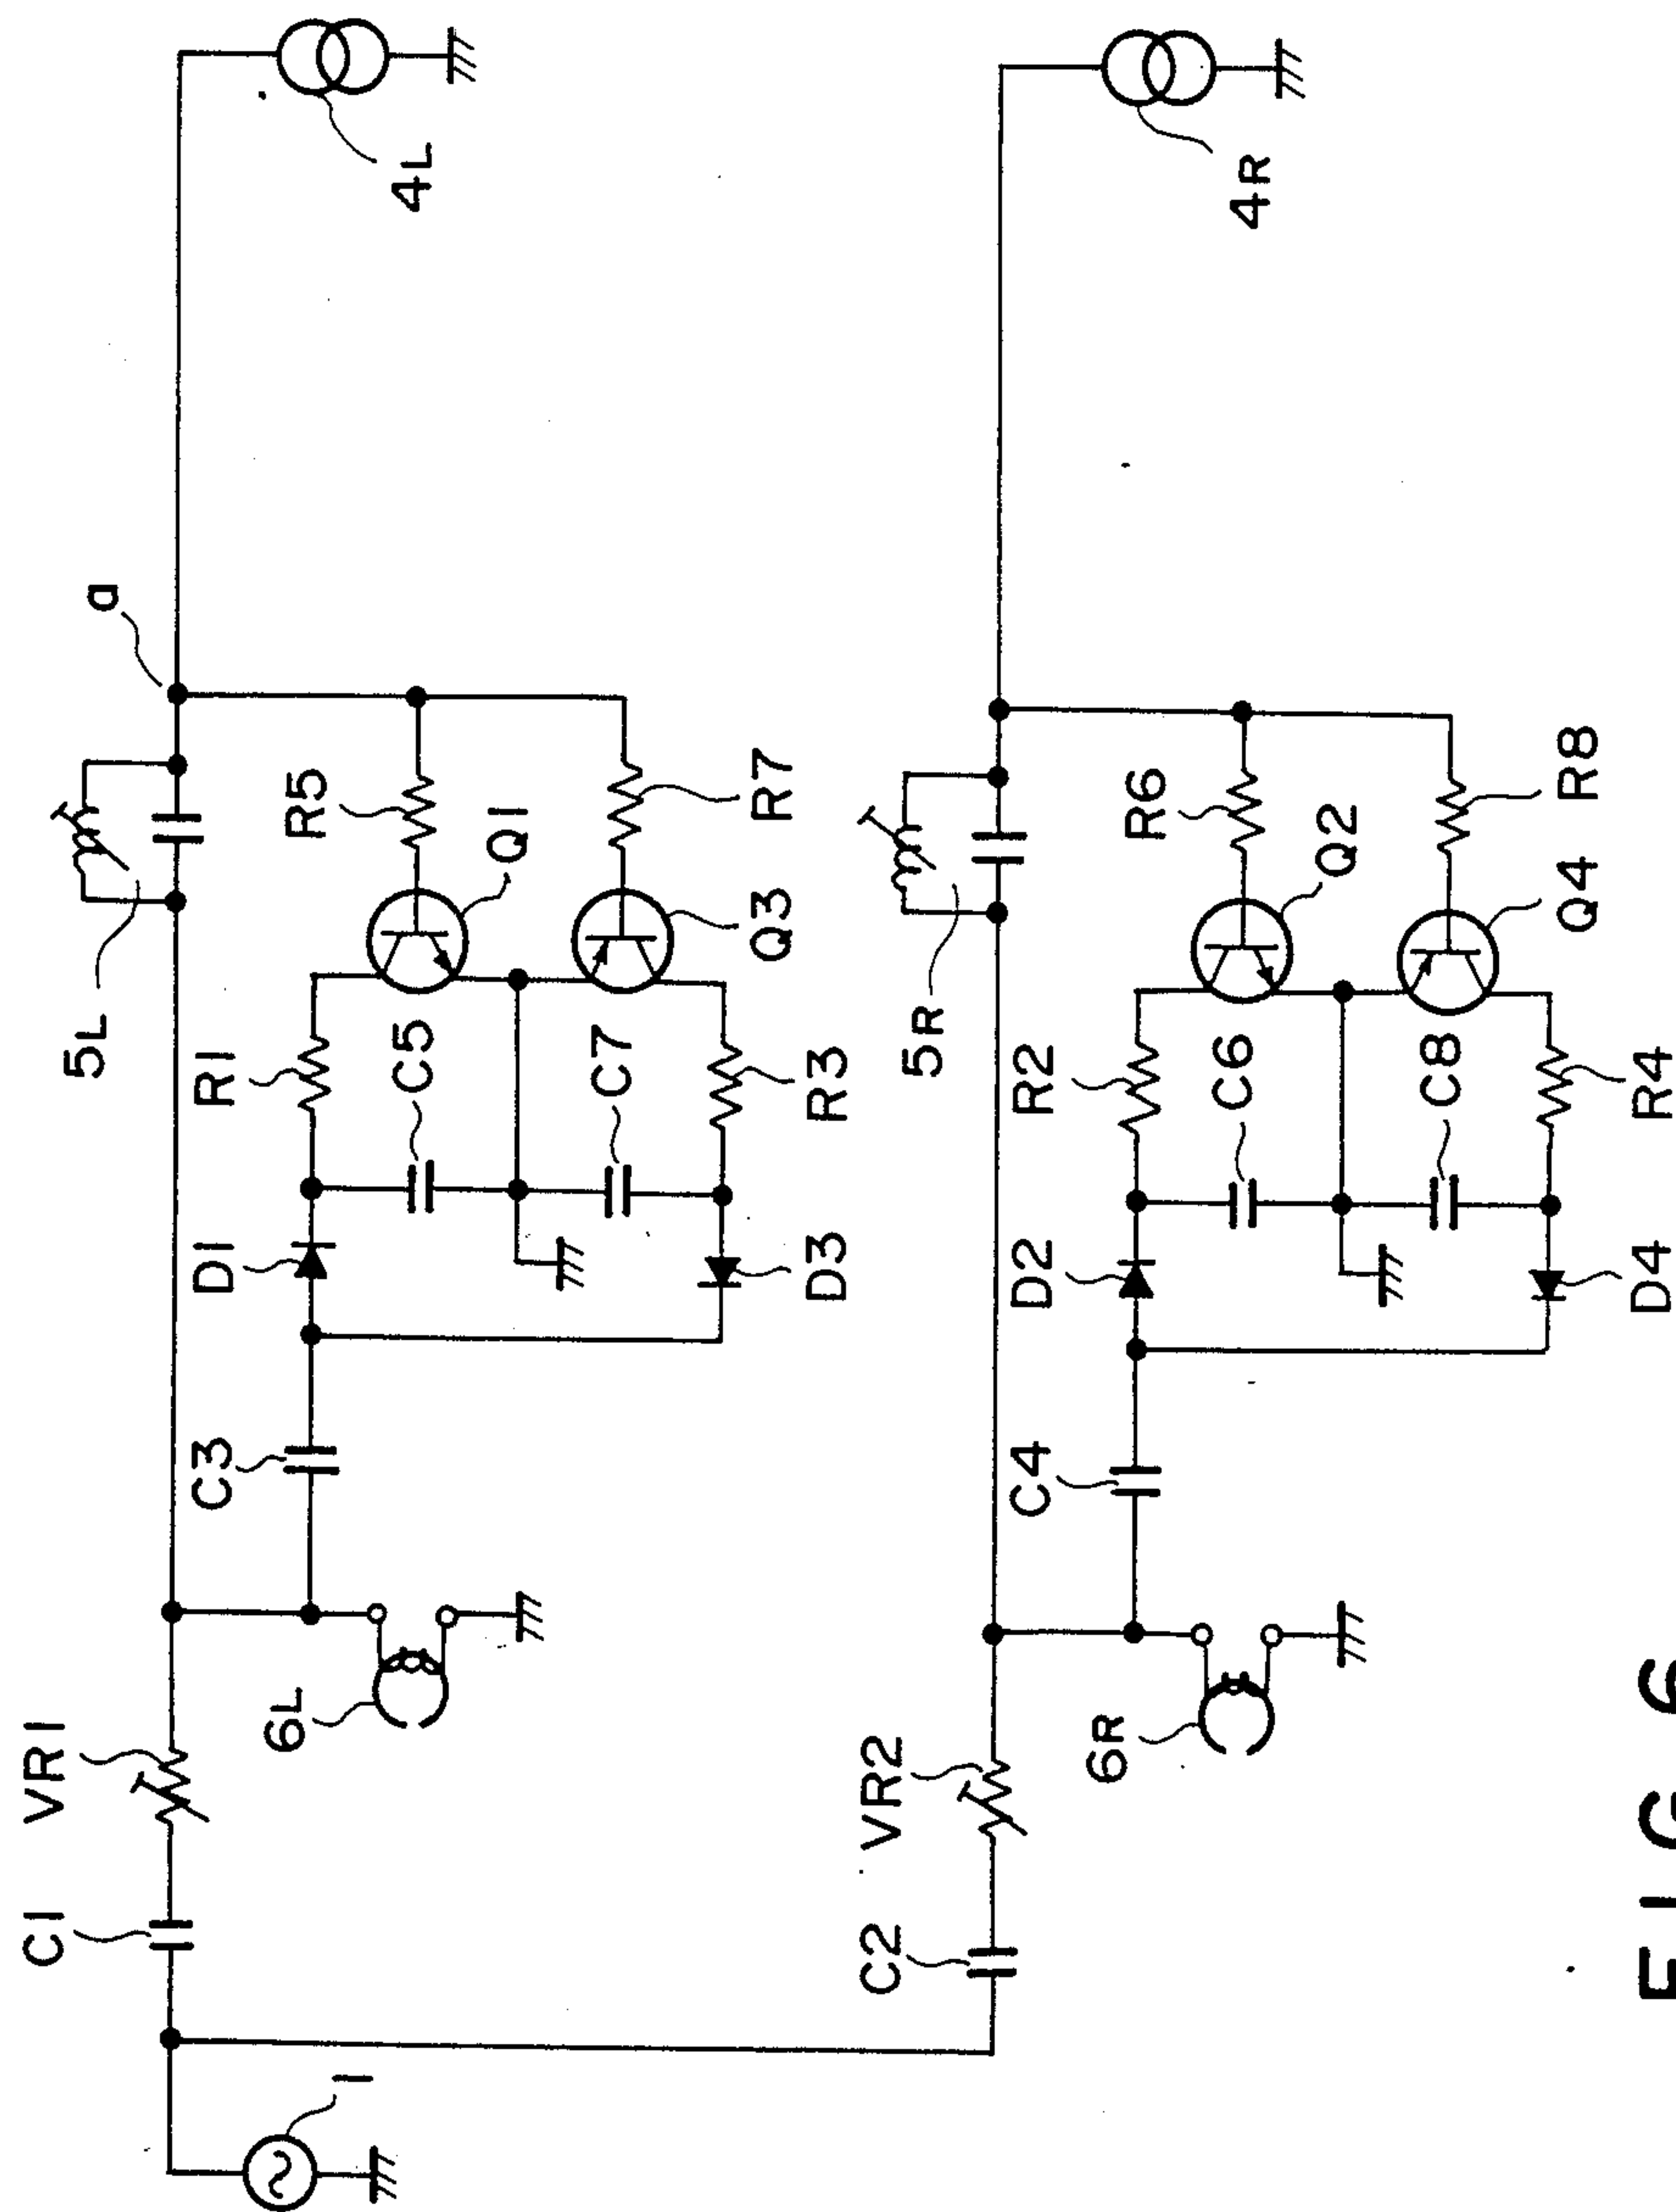 C1
VR1
1
6L
C3
D1
R1
C5
C7
R3
D3
5L
R5
Q1
Q3
R7
a
4L
C2
VR2
6R
C4
D2
R2
C6
C8
R4
D4
5R
R6
Q2
Q4
R8
4R
FIG 6